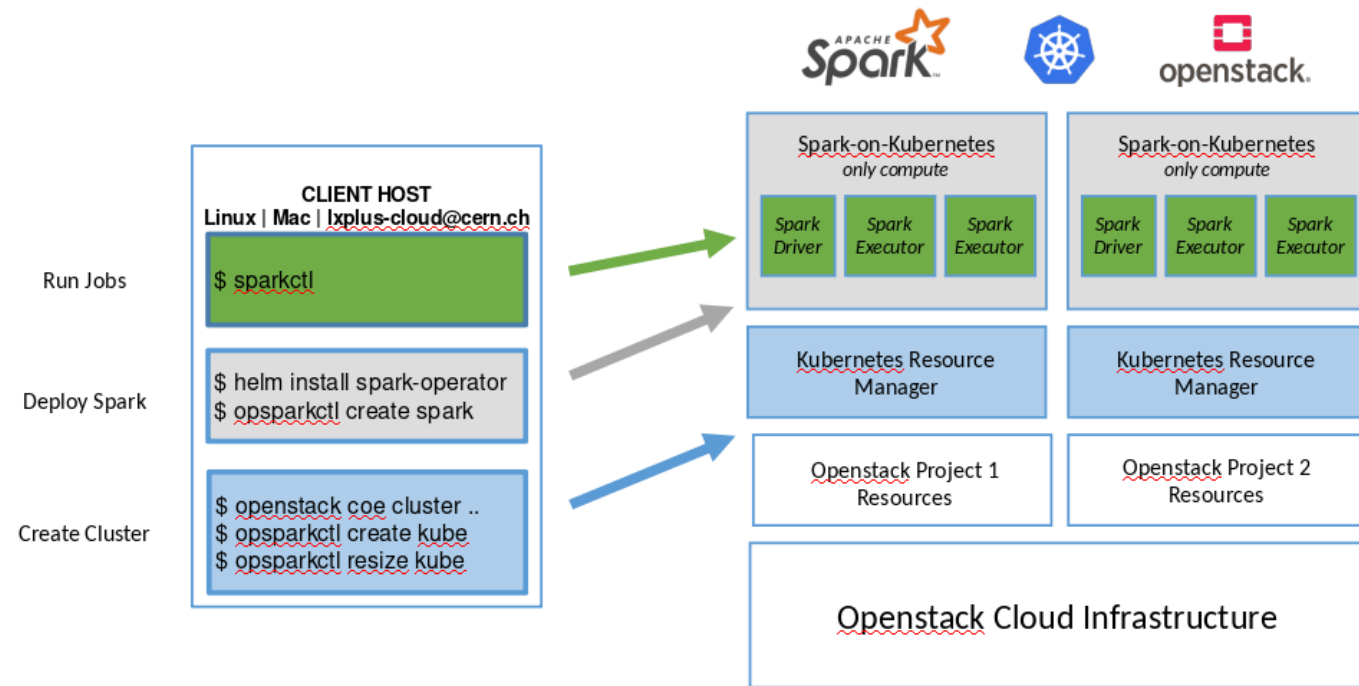 APACHE
Spark™
openstack.
CLIENT HOST
Linux | Mac | lxplus-cloud@cern.ch
Run Jobs
$ sparkctl
Deploy Spark
$ helm install spark-operator
$ opsparkctl create spark
Create Cluster
$ openstack coe cluster ..
$ opsparkctl create kube
$ opsparkctl resize kube
Spark-on-Kubernetes
only compute
Spark
Driver
Spark
Executor
Spark
Executor
Kubernetes Resource
Manager
Openstack Project 1
Resources
Spark-on-Kubernetes
only compute
Spark
Driver
Spark
Executor
Spark
Executor
Kubernetes Resource
Manager
Openstack Project 2
Resources
Openstack Cloud Infrastructure